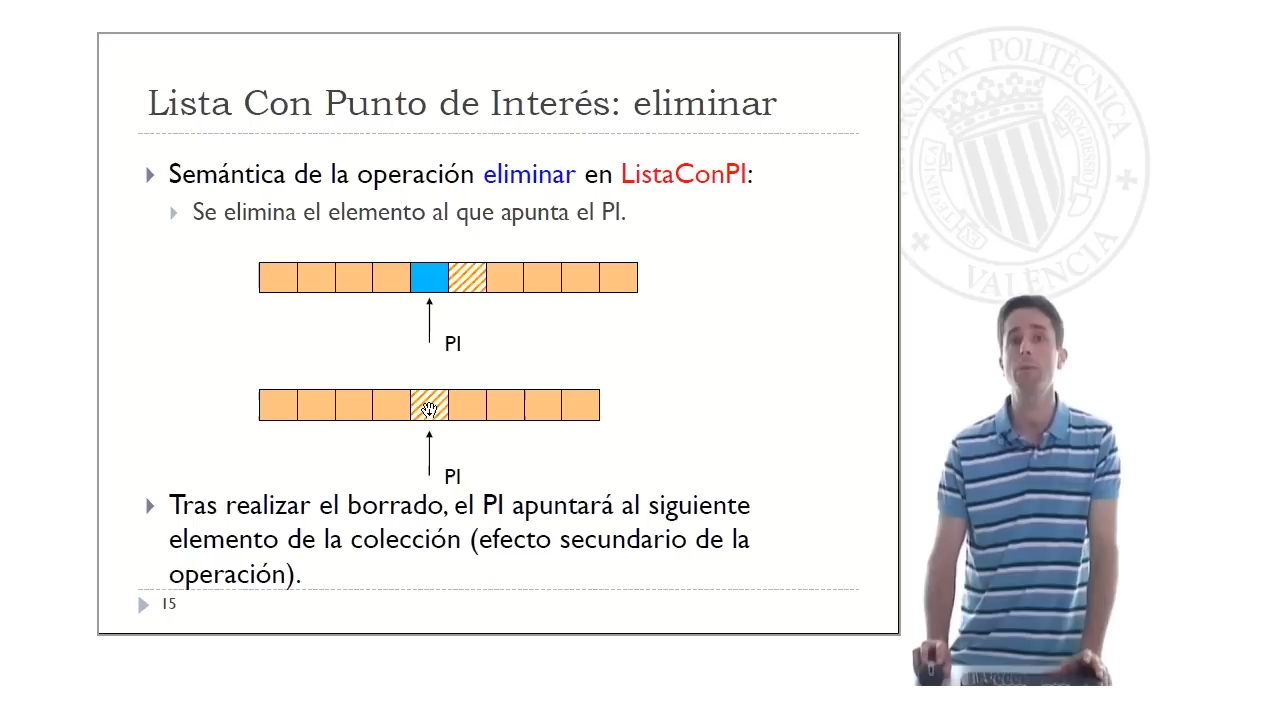 Lista Con Punto de Interés: eliminar
Semántica de la operación eliminar en ListaConPI:
Se elimina el elemento al que apunta el PI.
PI
PI
Tras realizar el borrado, el PI apuntará al siguiente
elemento de la colección (efecto secundario de la
operación).
15
POLITÈCNICA
VALÈNCIA